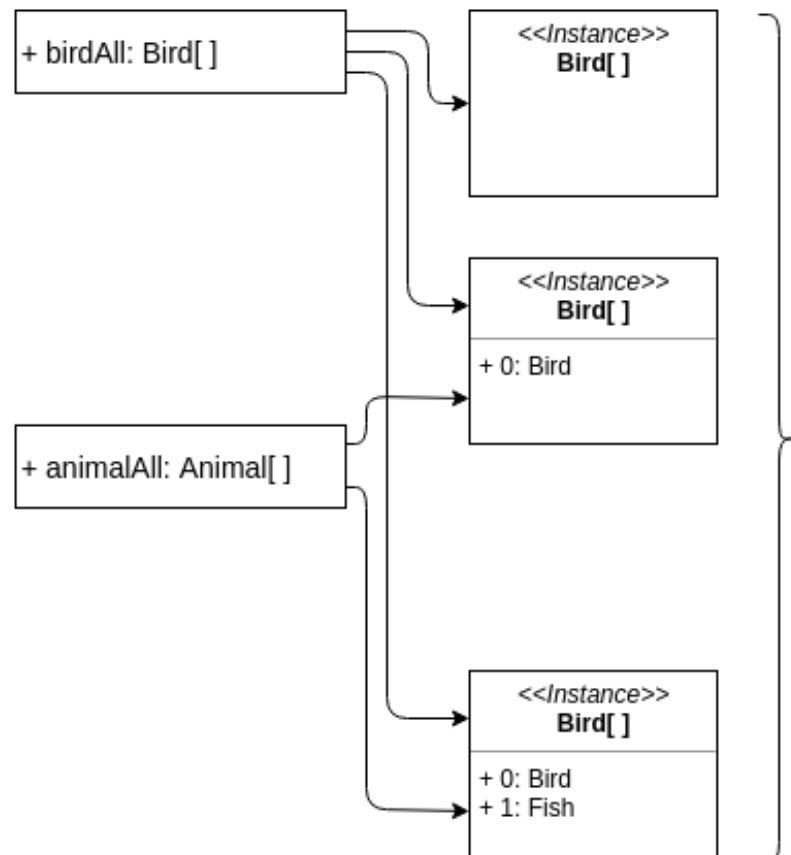 + birdAll: Bird[ ]
<<Instance>>
Bird[ ]
<<Instance>>
Bird[ ]
+ 0: Bird
+ animalAll: Animal[ ]
<<Instance>>
Bird[ ]
+ 0: Bird
+ 1: Fish